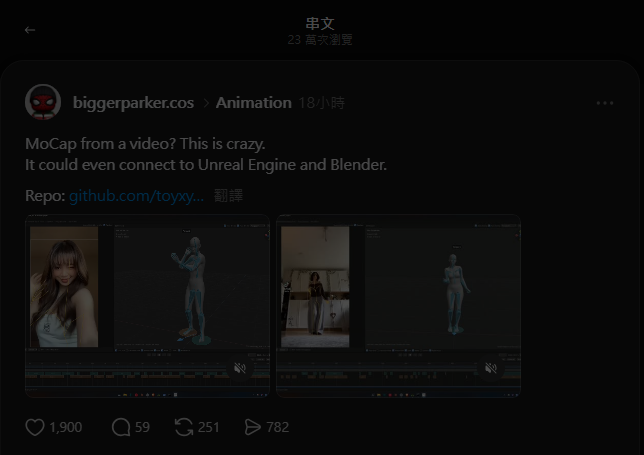 串文
23 萬次瀏覽
biggerparker.cos > Animation 18小時
MoCap from a video? This is crazy.
It could even connect to Unreal Engine and Blender.
Repo: github.com/toyxy... 翻譯
1,900 59 251 782